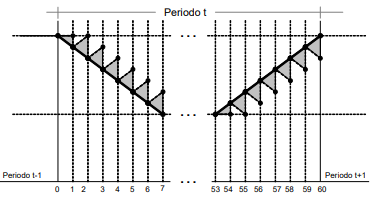 Periodo t
Periodo t-1
Periodo t+1
0 1 2 3 4 5 6 7 53 54 55 56 57 58 59 60